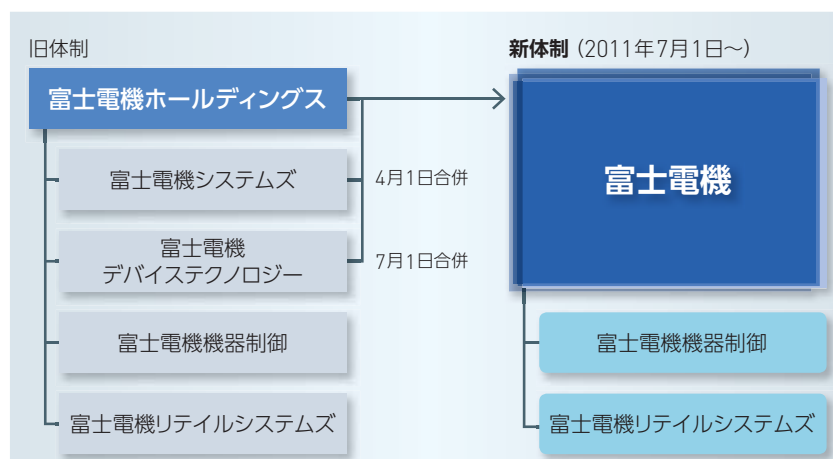 旧体制
富士電機ホールディングス
富士電機システムズ
4月1日合併
富士電機
デバイステクノロジー
7月1日合併
富士電機機器制御
富士電機リテイルシステムズ
新体制（2011年7月1日～）
富士電機
富士電機機器制御
富士電機リテイルシステムズ